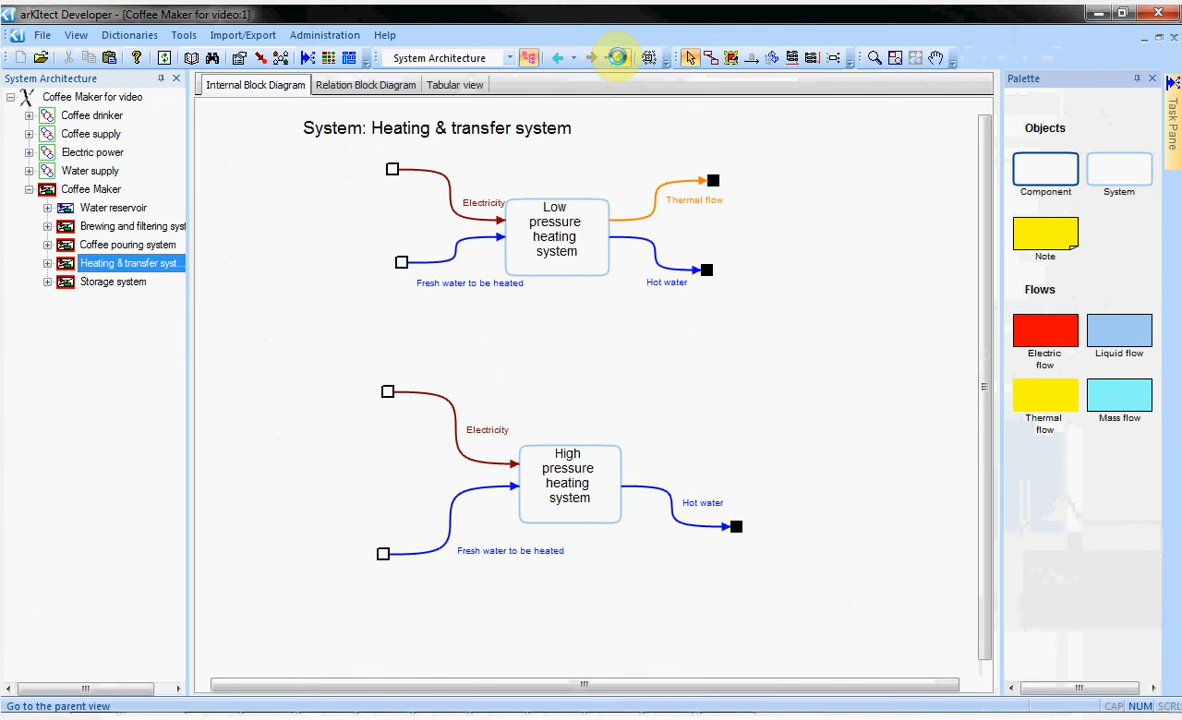 arKItect Developer - [Coffee Maker for video:1]
File View Dictionaries Tools Import/Export Administration Help
System Architecture
System Architecture
Coffee Maker for video
Coffee drinker
Coffee supply
Electric power
Water supply
Coffee Maker
Water reservoir
Brewing and filtering syst
Coffee pouring system
Heating & transfer syst...
Storage system
Internal Block Diagram Relation Block Diagram Tabular view
System: Heating & transfer system
Electricity
Low
pressure
heating
system
Thermal flow
Fresh water to be heated
Hot water
Electricity
High
pressure
heating
system
Hot water
Fresh water to be heated
Palette
Objects
Component System
Note
Flows
Electric
flow
Liquid flow
Thermal
flow
Mass flow
Task Pane
Go to the parent view
CAP NUM SCRL